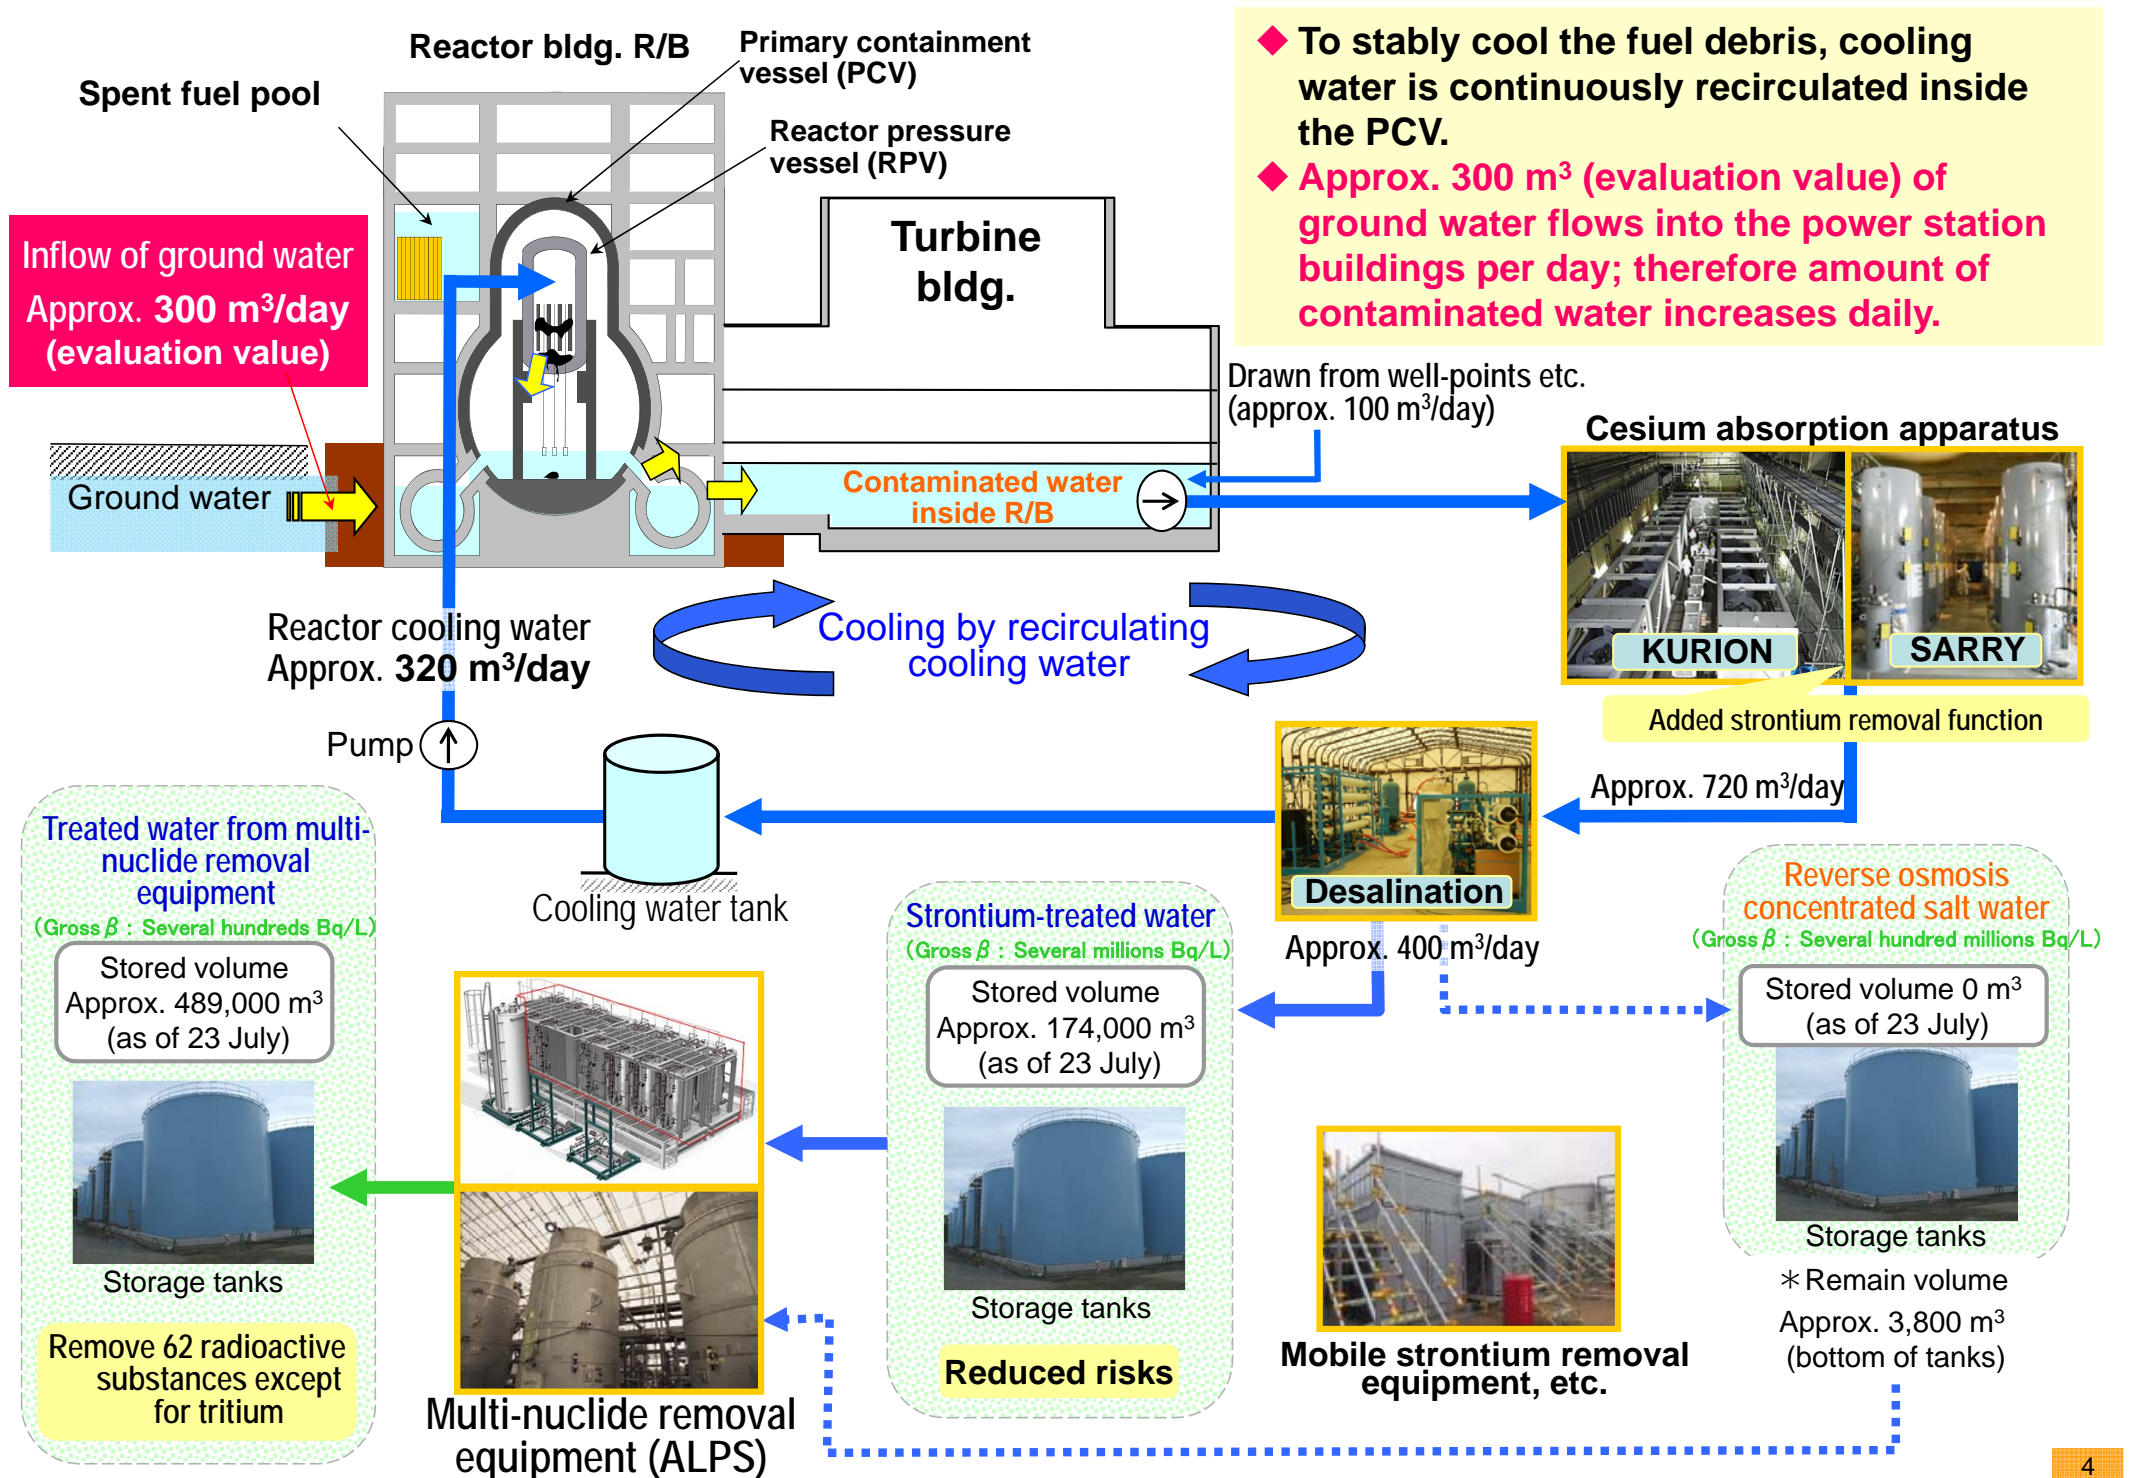 Reactor bldg. R/B
Primary containment
vessel (PCV)
Spent fuel pool
Reactor pressure
vessel (RPV)
◆ To stably cool the fuel debris, cooling
water is continuously recirculated inside
the PCV.
◆ Approx. 300 m³ (evaluation value) of
ground water flows into the power station
buildings per day; therefore amount of
contaminated water increases daily.
Inflow of ground water
Approx. 300 m³/day
(evaluation value)
Turbine
bldg.
Drawn from well-points etc.
(approx. 100 m³/day)
Cesium absorption apparatus
Ground water
Contaminated water
inside R/B
KURION
SARRY
Added strontium removal function
Reactor cooling water
Approx. 320 m³/day
Cooling by recirculating
cooling water
Pump
Approx. 720 m³/day
Cooling water tank
Desalination
Approx. 400 m³/day
Treated water from multi-
nuclide removal
equipment
(Gross β : Several hundreds Bq/L)
Stored volume
Approx. 489,000 m³
(as of 23 July)
Storage tanks
Remove 62 radioactive
substances except
for tritium
Multi-nuclide removal
equipment (ALPS)
Strontium-treated water
(Gross β : Several millions Bq/L)
Stored volume
Approx. 174,000 m³
(as of 23 July)
Storage tanks
Reduced risks
Mobile strontium removal
equipment, etc.
Reverse osmosis
concentrated salt water
(Gross β : Several hundred millions Bq/L)
Stored volume 0 m³
(as of 23 July)
Storage tanks
＊Remain volume
Approx. 3,800 m³
(bottom of tanks)
4